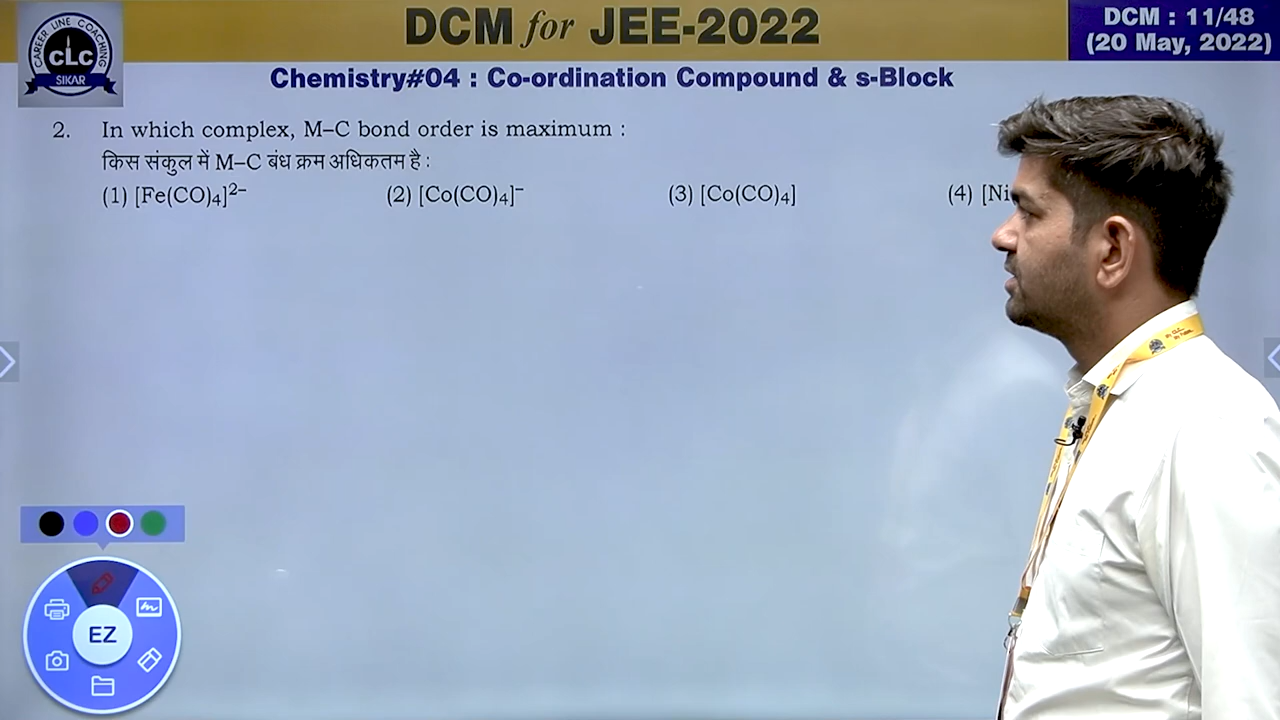 DCM for JEE-2022
DCM : 11/48
(20 May, 2022)
CAREER LINE COACHING
CLC
SIKAR
Chemistry#04 : Co-ordination Compound & s-Block
2. In which complex, M–C bond order is maximum :
किस संकुल में M–C बंध क्रम अधिकतम है :
(1) [Fe(CO)₄]²⁻ (2) [Co(CO)₄]⁻ (3) [Co(CO)₄] (4) [Ni
EZ